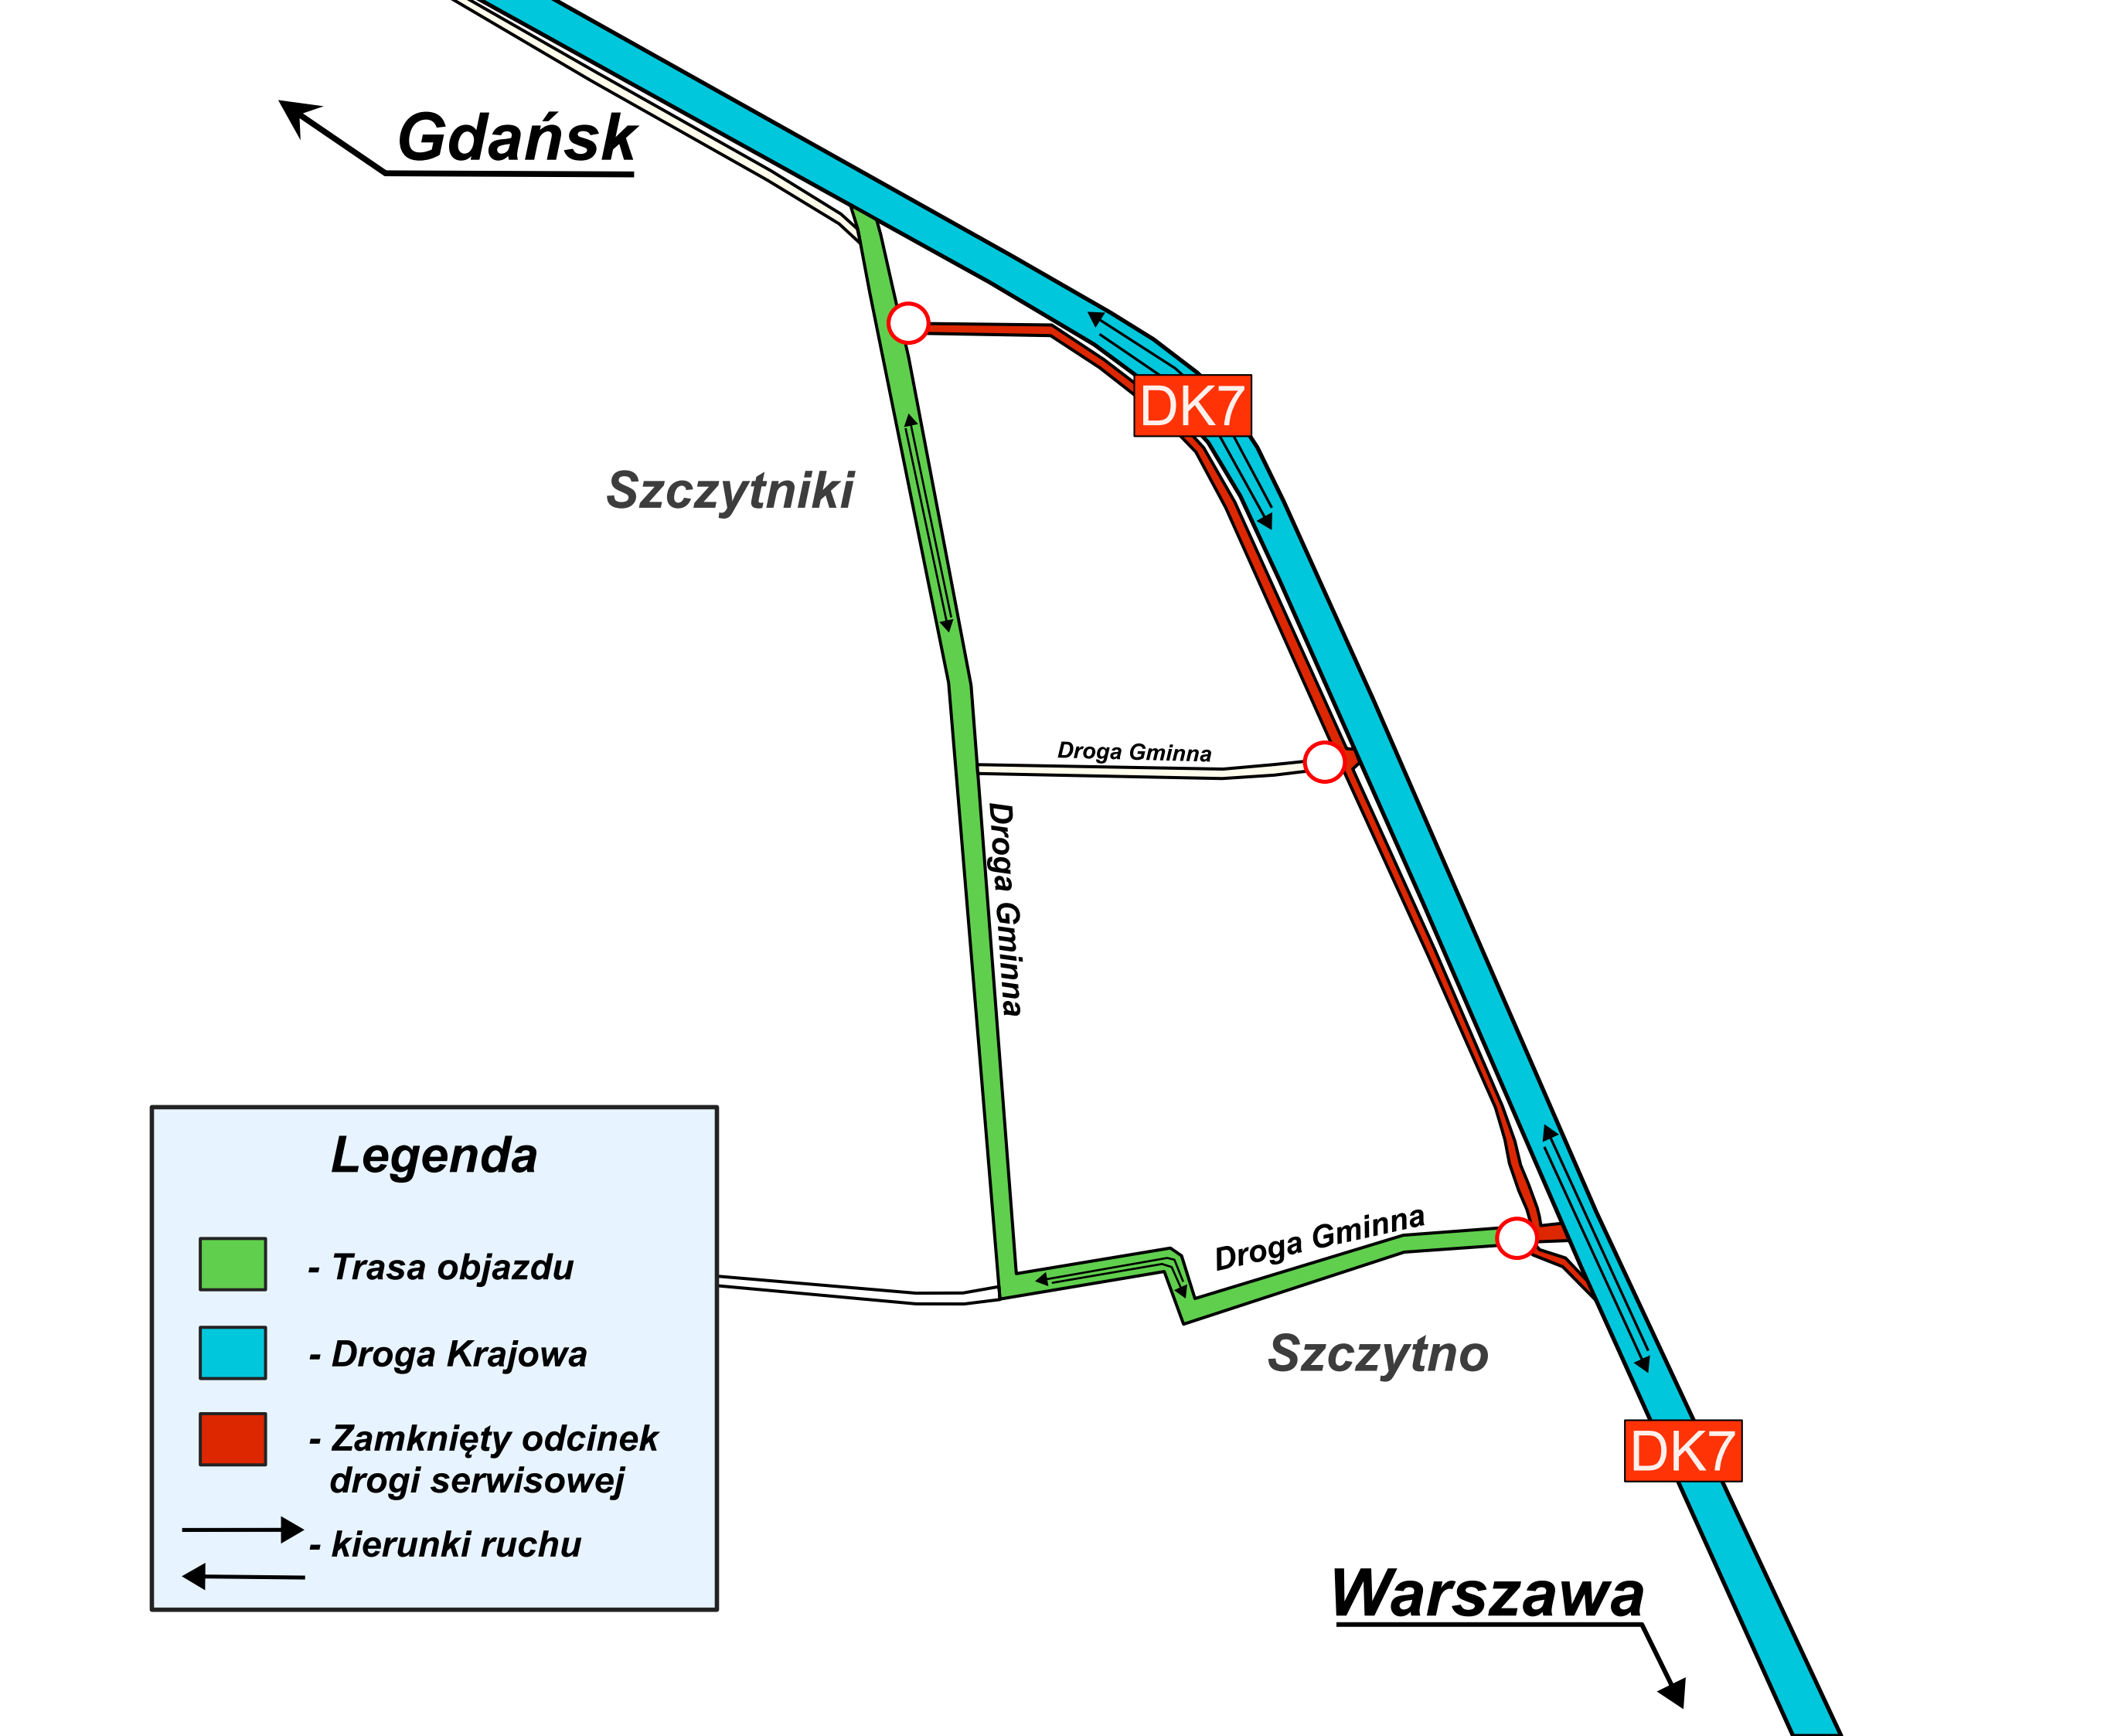 Gdańsk
DK7
Szczytniki
Droga Gminna
Droga Gminna
Droga Gminna
Szczytno
DK7
Warszawa
Legenda
- Trasa objazdu
- Droga Krajowa
- Zamknięty odcinek
drogi serwisowej
- kierunki ruchu